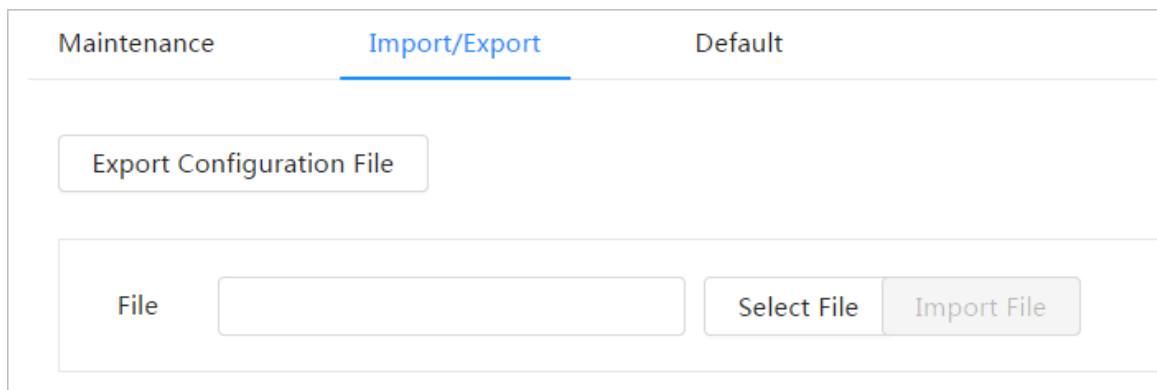 Maintenance Import/Export Default
Export Configuration File
File Select File Import File